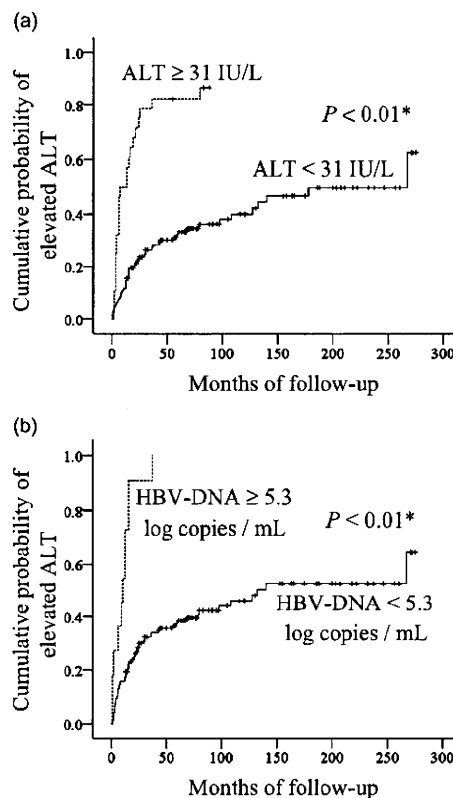 (a)
1.0
0.8
0.6
0.4
0.2
0.0
Cumulative probability of
elevated ALT
ALT ≥ 31 IU/L
P < 0.01*
ALT < 31 IU/L
0 50 100 150 200 250 300
Months of follow-up
(b)
1.0
0.8
0.6
0.4
0.2
0.0
Cumulative probability of
elevated ALT
HBV-DNA ≥ 5.3
log copies / mL
P < 0.01*
HBV-DNA < 5.3
log copies / mL
0 50 100 150 200 250 300
Months of follow-up